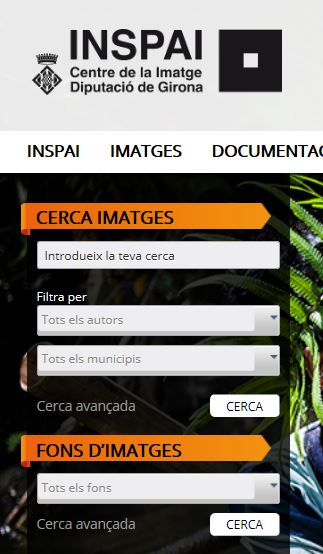 INSPAI
Centre de la Imatge
Diputació de Girona
INSPAI IMATGES DOCUMENTAC
CERCA IMATGES
Introdueix la teva cerca
Filtra per
Tots els autors
Tots els municipis
Cerca avançada CERCA
FONS D'IMATGES
Tots els fons
Cerca avançada CERCA